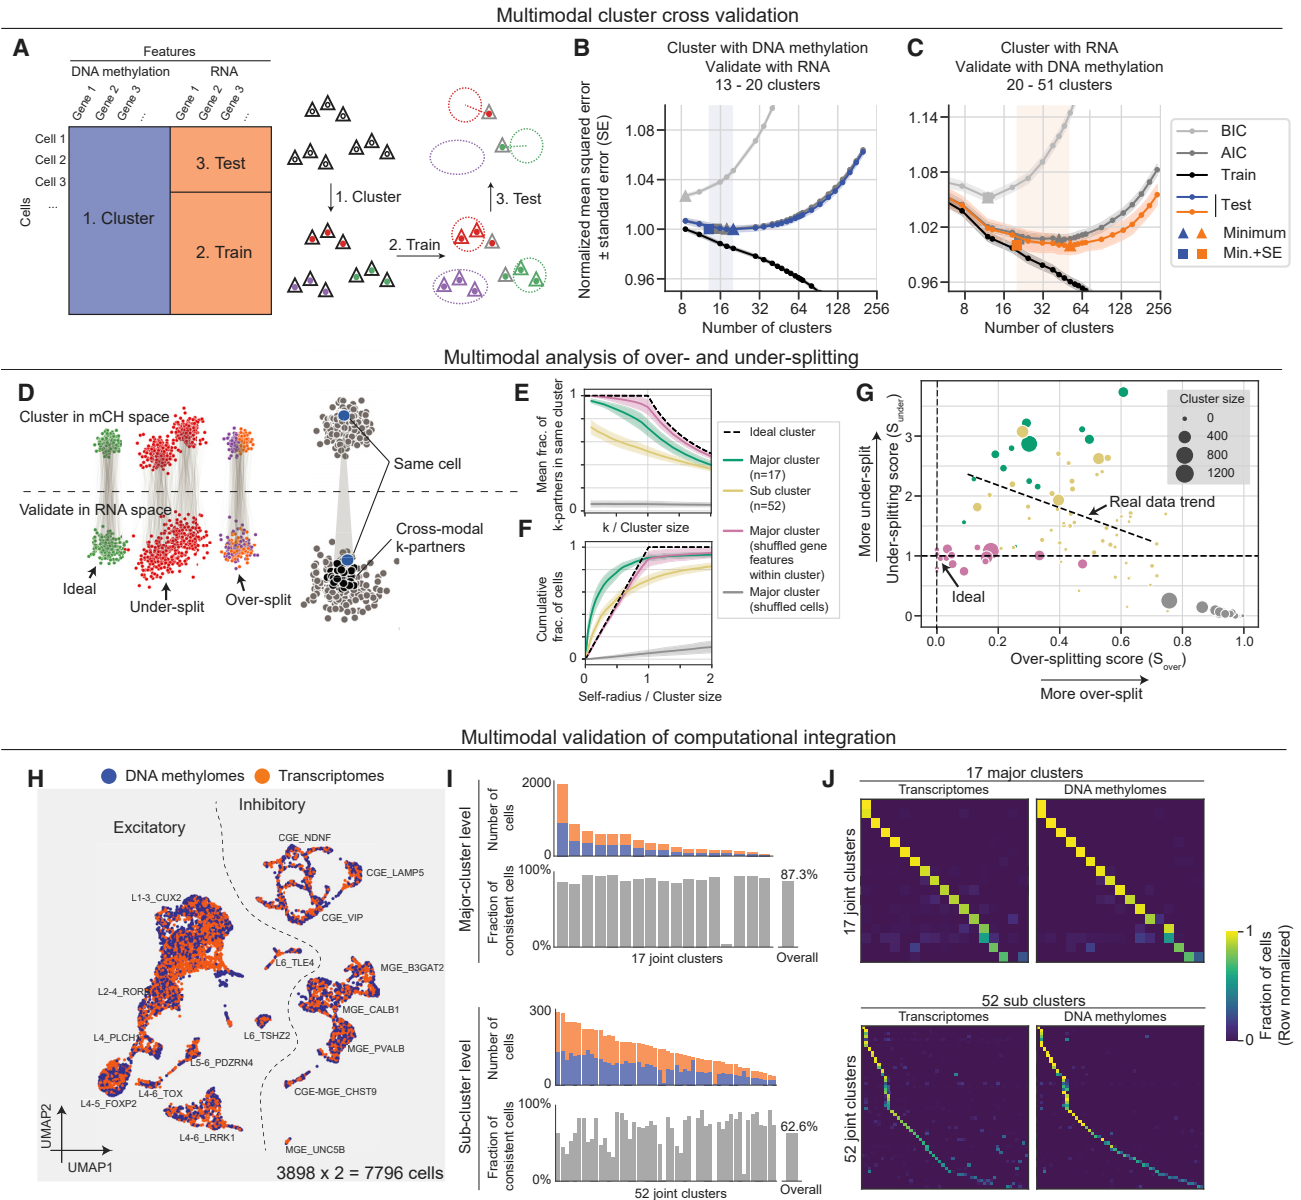 Multimodal cluster cross validation
A
Features
DNA methylation RNA
Gene 1 Gene 2 Gene 3 ... Gene 1 Gene 2 Gene 3 ...
Cells
Cell 1
Cell 2
Cell 3
...
1. Cluster
3. Test
2. Train
1. Cluster
2. Train
3. Test
B
Cluster with DNA methylation
Validate with RNA
13 - 20 clusters
Normalized mean squared error
± standard error (SE)
1.08
1.04
1.00
0.96
8 16 32 64 128 256
Number of clusters
C
Cluster with RNA
Validate with DNA methylation
20 - 51 clusters
1.14
1.08
1.02
0.96
8 16 32 64 128 256
Number of clusters
BIC
AIC
Train
Test
Minimum
Min.+SE
Multimodal analysis of over- and under-splitting
D
Cluster in mCH space
Validate in RNA space
Ideal
Under-split
Over-split
Same cell
Cross-modal
k-partners
E
Mean frac. of
k-partners in same cluster
1
0
k / Cluster size
F
Cumulative
frac. of cells
1
0
0 1 2
Self-radius / Cluster size
Ideal cluster
Major cluster
(n=17)
Sub cluster
(n=52)
Major cluster
(shuffled gene
features
within cluster)
Major cluster
(shuffled cells)
G
More under-split
Under-splitting score (Sunder)
3
2
1
0
0.0 0.2 0.4 0.6 0.8 1.0
Over-splitting score (Sover)
More over-split
Cluster size
0
400
800
1200
Real data trend
Ideal
Multimodal validation of computational integration
H
DNA methylomes Transcriptomes
Excitatory
Inhibitory
CGE_NDNF
CGE_LAMP5
CGE_VIP
L1-3_CUX2
L6_TLE4
MGE_B3GAT2
L2-4_RORB
MGE_CALB1
L4_PLCH1
L6_TSHZ2
MGE_PVALB
L5-6_PDZRN4
L4-6_TOX
CGE-MGE_CHST9
L4-5_FOXP2
L4-6_LRRK1
MGE_UNC5B
UMAP2
UMAP1
3898 x 2 = 7796 cells
I
Major-cluster level
Number of
cells
2000
0
Fraction of
consistent cells
100%
0%
87.3%
17 joint clusters
Overall
Sub-cluster level
Number of
cells
300
0
Fraction of
consistent cells
100%
0%
62.6%
52 joint clusters
Overall
J
17 major clusters
Transcriptomes DNA methylomes
17 joint clusters
52 sub clusters
Transcriptomes DNA methylomes
52 joint clusters
1
0
Fraction of cells
(Row normalized)